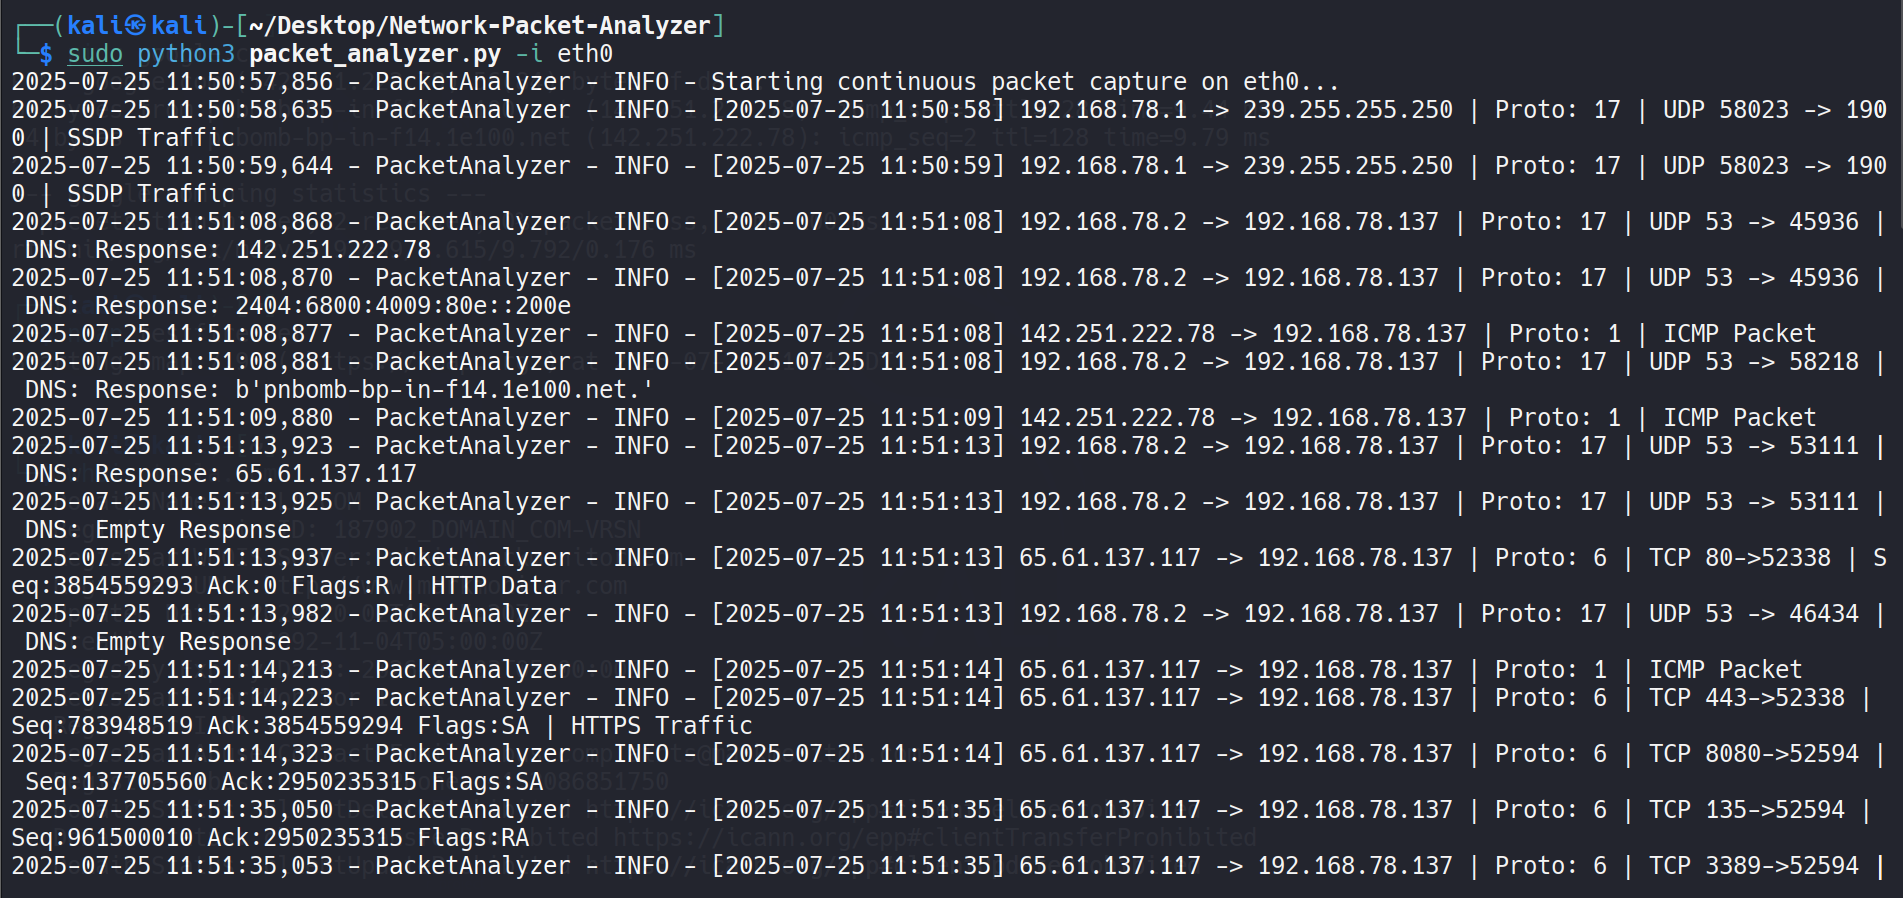 ┌──(kali㉿kali)-[~/Desktop/Network-Packet-Analyzer]
└─$ sudo python3 packet_analyzer.py -i eth0
2025-07-25 11:50:57,856 - PacketAnalyzer - INFO - Starting continuous packet capture on eth0...
2025-07-25 11:50:58,635 - PacketAnalyzer - INFO - [2025-07-25 11:50:58] 192.168.78.1 -> 239.255.255.250 | Proto: 17 | UDP 58023 -> 190
0 | SSDP Traffic
2025-07-25 11:50:59,644 - PacketAnalyzer - INFO - [2025-07-25 11:50:59] 192.168.78.1 -> 239.255.255.250 | Proto: 17 | UDP 58023 -> 190
0 | SSDP Traffic
2025-07-25 11:51:08,868 - PacketAnalyzer - INFO - [2025-07-25 11:51:08] 192.168.78.2 -> 192.168.78.137 | Proto: 17 | UDP 53 -> 45936 |
 DNS: Response: 142.251.222.78
2025-07-25 11:51:08,870 - PacketAnalyzer - INFO - [2025-07-25 11:51:08] 192.168.78.2 -> 192.168.78.137 | Proto: 17 | UDP 53 -> 45936 |
 DNS: Response: 2404:6800:4009:80e::200e
2025-07-25 11:51:08,877 - PacketAnalyzer - INFO - [2025-07-25 11:51:08] 142.251.222.78 -> 192.168.78.137 | Proto: 1 | ICMP Packet
2025-07-25 11:51:08,881 - PacketAnalyzer - INFO - [2025-07-25 11:51:08] 192.168.78.2 -> 192.168.78.137 | Proto: 17 | UDP 53 -> 58218 |
 DNS: Response: b'pnbomb-bp-in-f14.1e100.net.'
2025-07-25 11:51:09,880 - PacketAnalyzer - INFO - [2025-07-25 11:51:09] 142.251.222.78 -> 192.168.78.137 | Proto: 1 | ICMP Packet
2025-07-25 11:51:13,923 - PacketAnalyzer - INFO - [2025-07-25 11:51:13] 192.168.78.2 -> 192.168.78.137 | Proto: 17 | UDP 53 -> 53111 |
 DNS: Response: 65.61.137.117
2025-07-25 11:51:13,925 - PacketAnalyzer - INFO - [2025-07-25 11:51:13] 192.168.78.2 -> 192.168.78.137 | Proto: 17 | UDP 53 -> 53111 |
 DNS: Empty Response
2025-07-25 11:51:13,937 - PacketAnalyzer - INFO - [2025-07-25 11:51:13] 65.61.137.117 -> 192.168.78.137 | Proto: 6 | TCP 80->52338 | S
eq:3854559293 Ack:0 Flags:R | HTTP Data
2025-07-25 11:51:13,982 - PacketAnalyzer - INFO - [2025-07-25 11:51:13] 192.168.78.2 -> 192.168.78.137 | Proto: 17 | UDP 53 -> 46434 |
 DNS: Empty Response
2025-07-25 11:51:14,213 - PacketAnalyzer - INFO - [2025-07-25 11:51:14] 65.61.137.117 -> 192.168.78.137 | Proto: 1 | ICMP Packet
2025-07-25 11:51:14,223 - PacketAnalyzer - INFO - [2025-07-25 11:51:14] 65.61.137.117 -> 192.168.78.137 | Proto: 6 | TCP 443->52338 |
Seq:783948519 Ack:3854559294 Flags:SA | HTTPS Traffic
2025-07-25 11:51:14,323 - PacketAnalyzer - INFO - [2025-07-25 11:51:14] 65.61.137.117 -> 192.168.78.137 | Proto: 6 | TCP 8080->52594 |
 Seq:137705560 Ack:2950235315 Flags:SA
2025-07-25 11:51:35,050 - PacketAnalyzer - INFO - [2025-07-25 11:51:35] 65.61.137.117 -> 192.168.78.137 | Proto: 6 | TCP 135->52594 |
Seq:961500010 Ack:2950235315 Flags:RA
2025-07-25 11:51:35,053 - PacketAnalyzer - INFO - [2025-07-25 11:51:35] 65.61.137.117 -> 192.168.78.137 | Proto: 6 | TCP 3389->52594 |